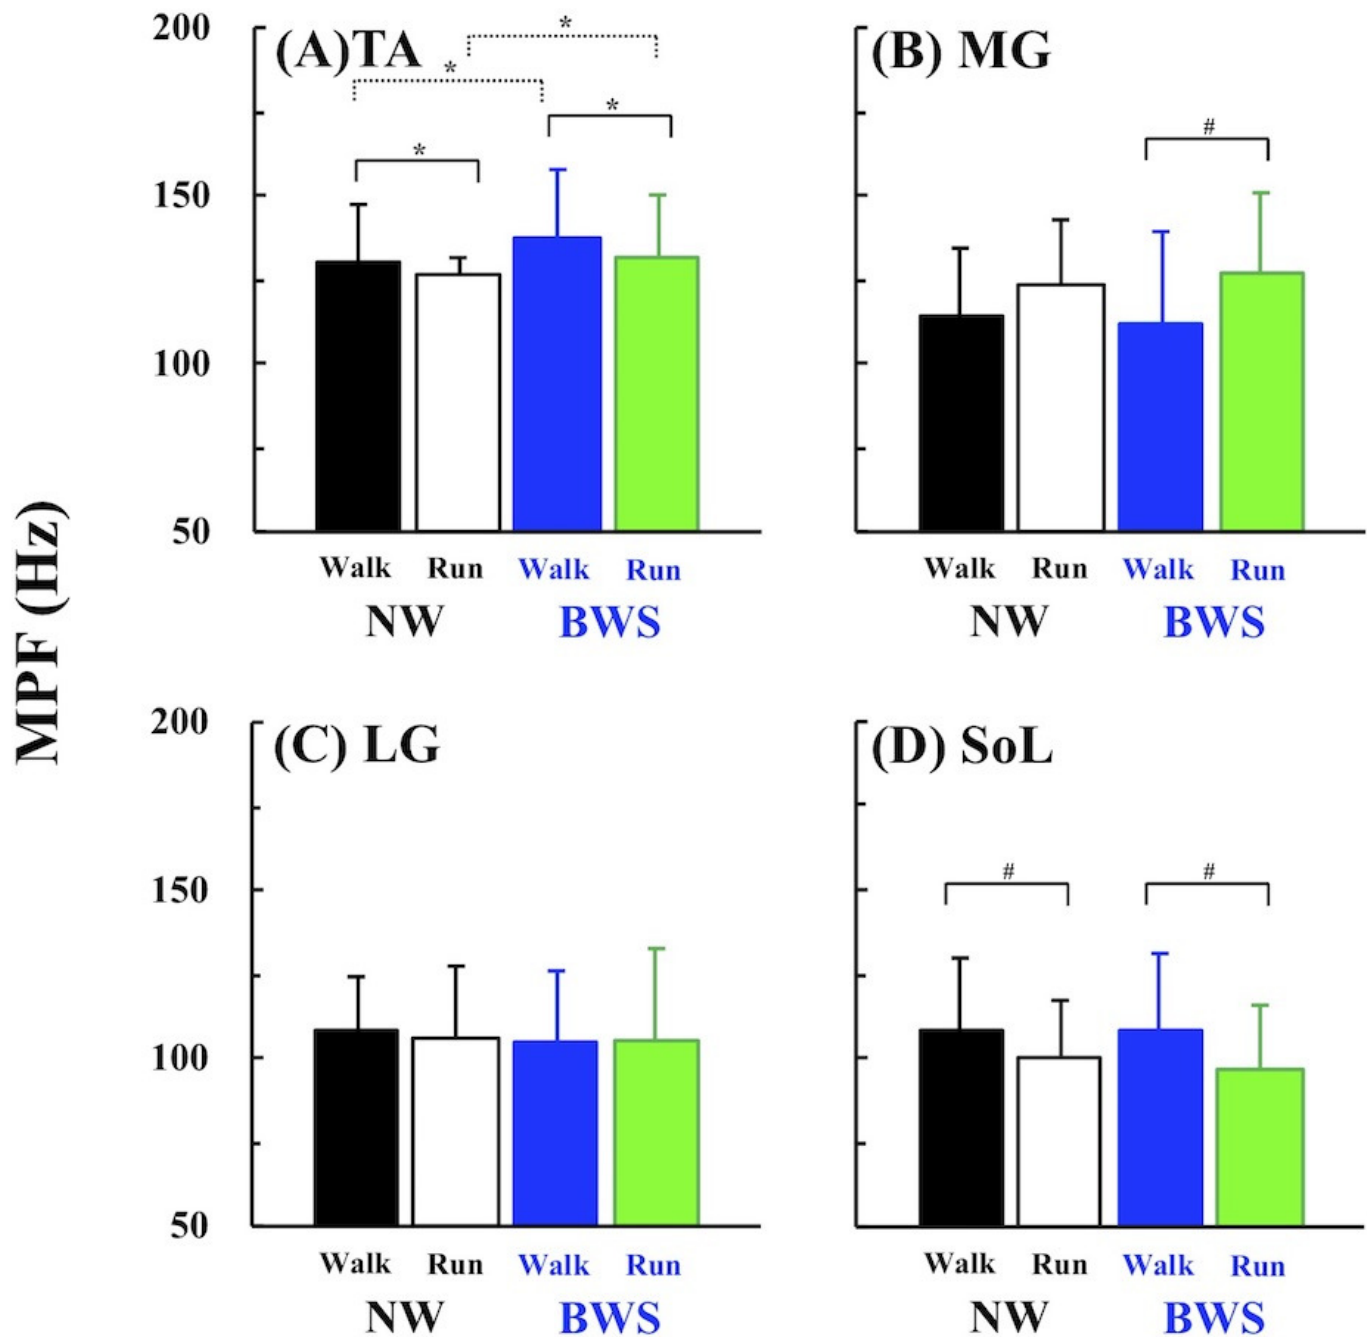 MPF (Hz)
(A)TA
200
150
100
50
*
*
*
*
Walk Run Walk Run
NW BWS
(B) MG
#
Walk Run Walk Run
NW BWS
(C) LG
200
150
100
50
Walk Run Walk Run
NW BWS
(D) SoL
# #
Walk Run Walk Run
NW BWS